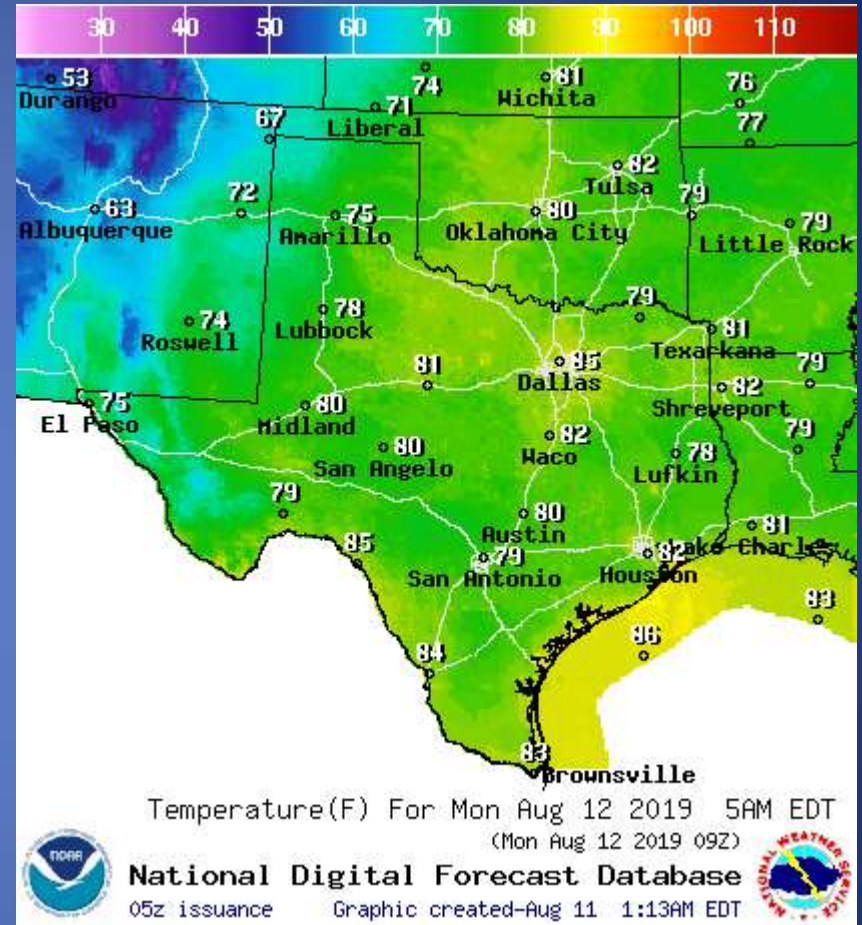 30 40 50 60 70 80 90 100 110
53
Durango
74
81
Wichita
76
71
Liberal
67
77
82
Tulsa
63
Albuquerque
72
75
Amarillo
80
Oklahoma City
79
79
Little Rock
74
Roswell
78
Lubbock
79
81
Texarkana
85
Dallas
81
82
Shreveport
79
75
El Paso
80
Midland
80
San Angelo
82
Waco
78
Lufkin
79
79
80
Austin
81
Lake Charles
85
79
San Antonio
82
Houston
83
86
84
83
Brownsville
Temperature(F) For Mon Aug 12 2019 5AM EDT
(Mon Aug 12 2019 09Z)
NOAA
National Digital Forecast Database
05z issuance Graphic created-Aug 11 1:13AM EDT
NATIONAL WEATHER SERVICE